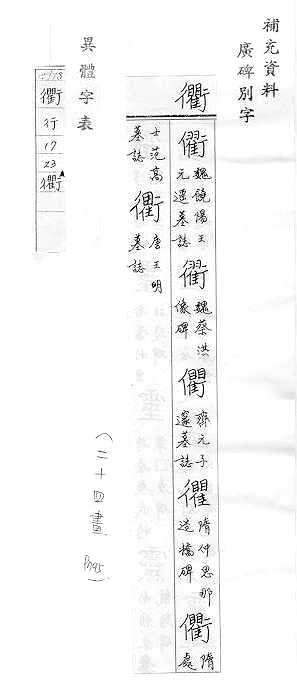 補充資料
廣碑別字
衢
衢魏饒陽王元遥墓誌衢魏蔡洪像碑衢齊元子邃墓誌衢隋仲思那造橋碑衢隋處
士范高墓誌衢唐王明墓誌
(二十四畫
異體字表
衢
行
17
23
衢